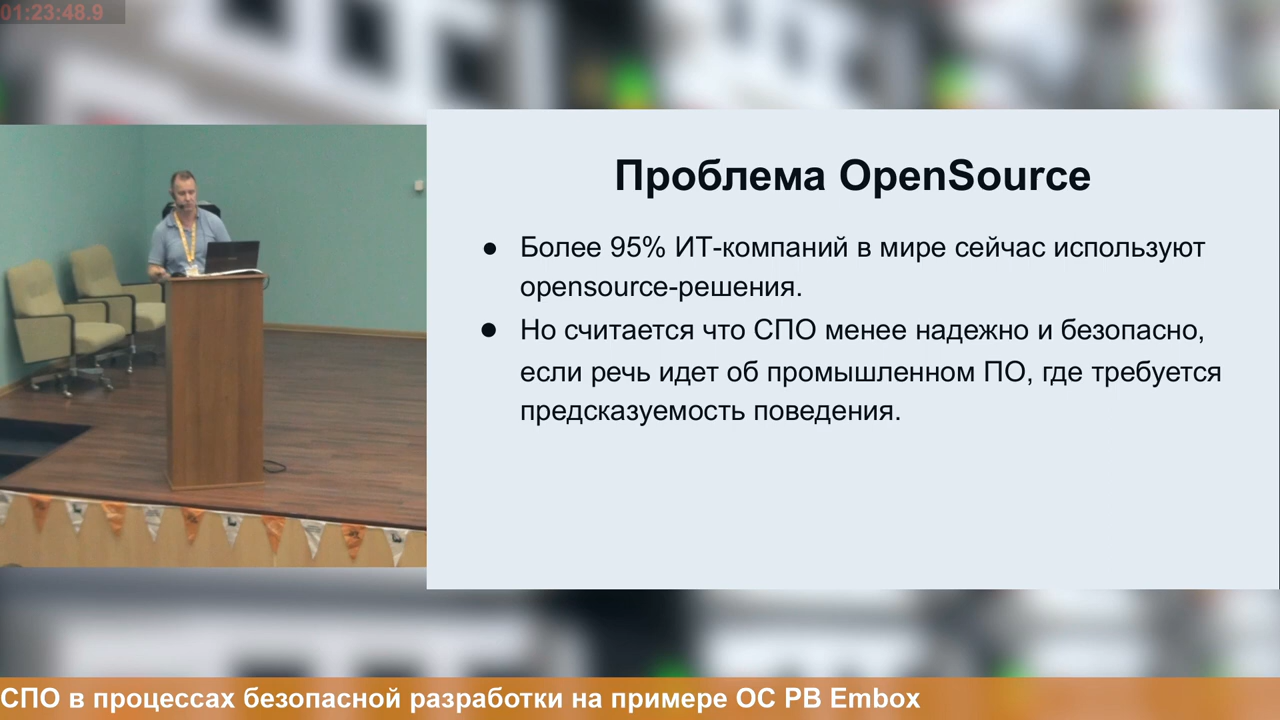 01:23:48.9
Проблема OpenSource
● Более 95% ИТ-компаний в мире сейчас используют
opensource-решения.
● Но считается что СПО менее надежно и безопасно,
если речь идет об промышленном ПО, где требуется
предсказуемость поведения.
СПО в процессах безопасной разработки на примере ОС РВ Embox